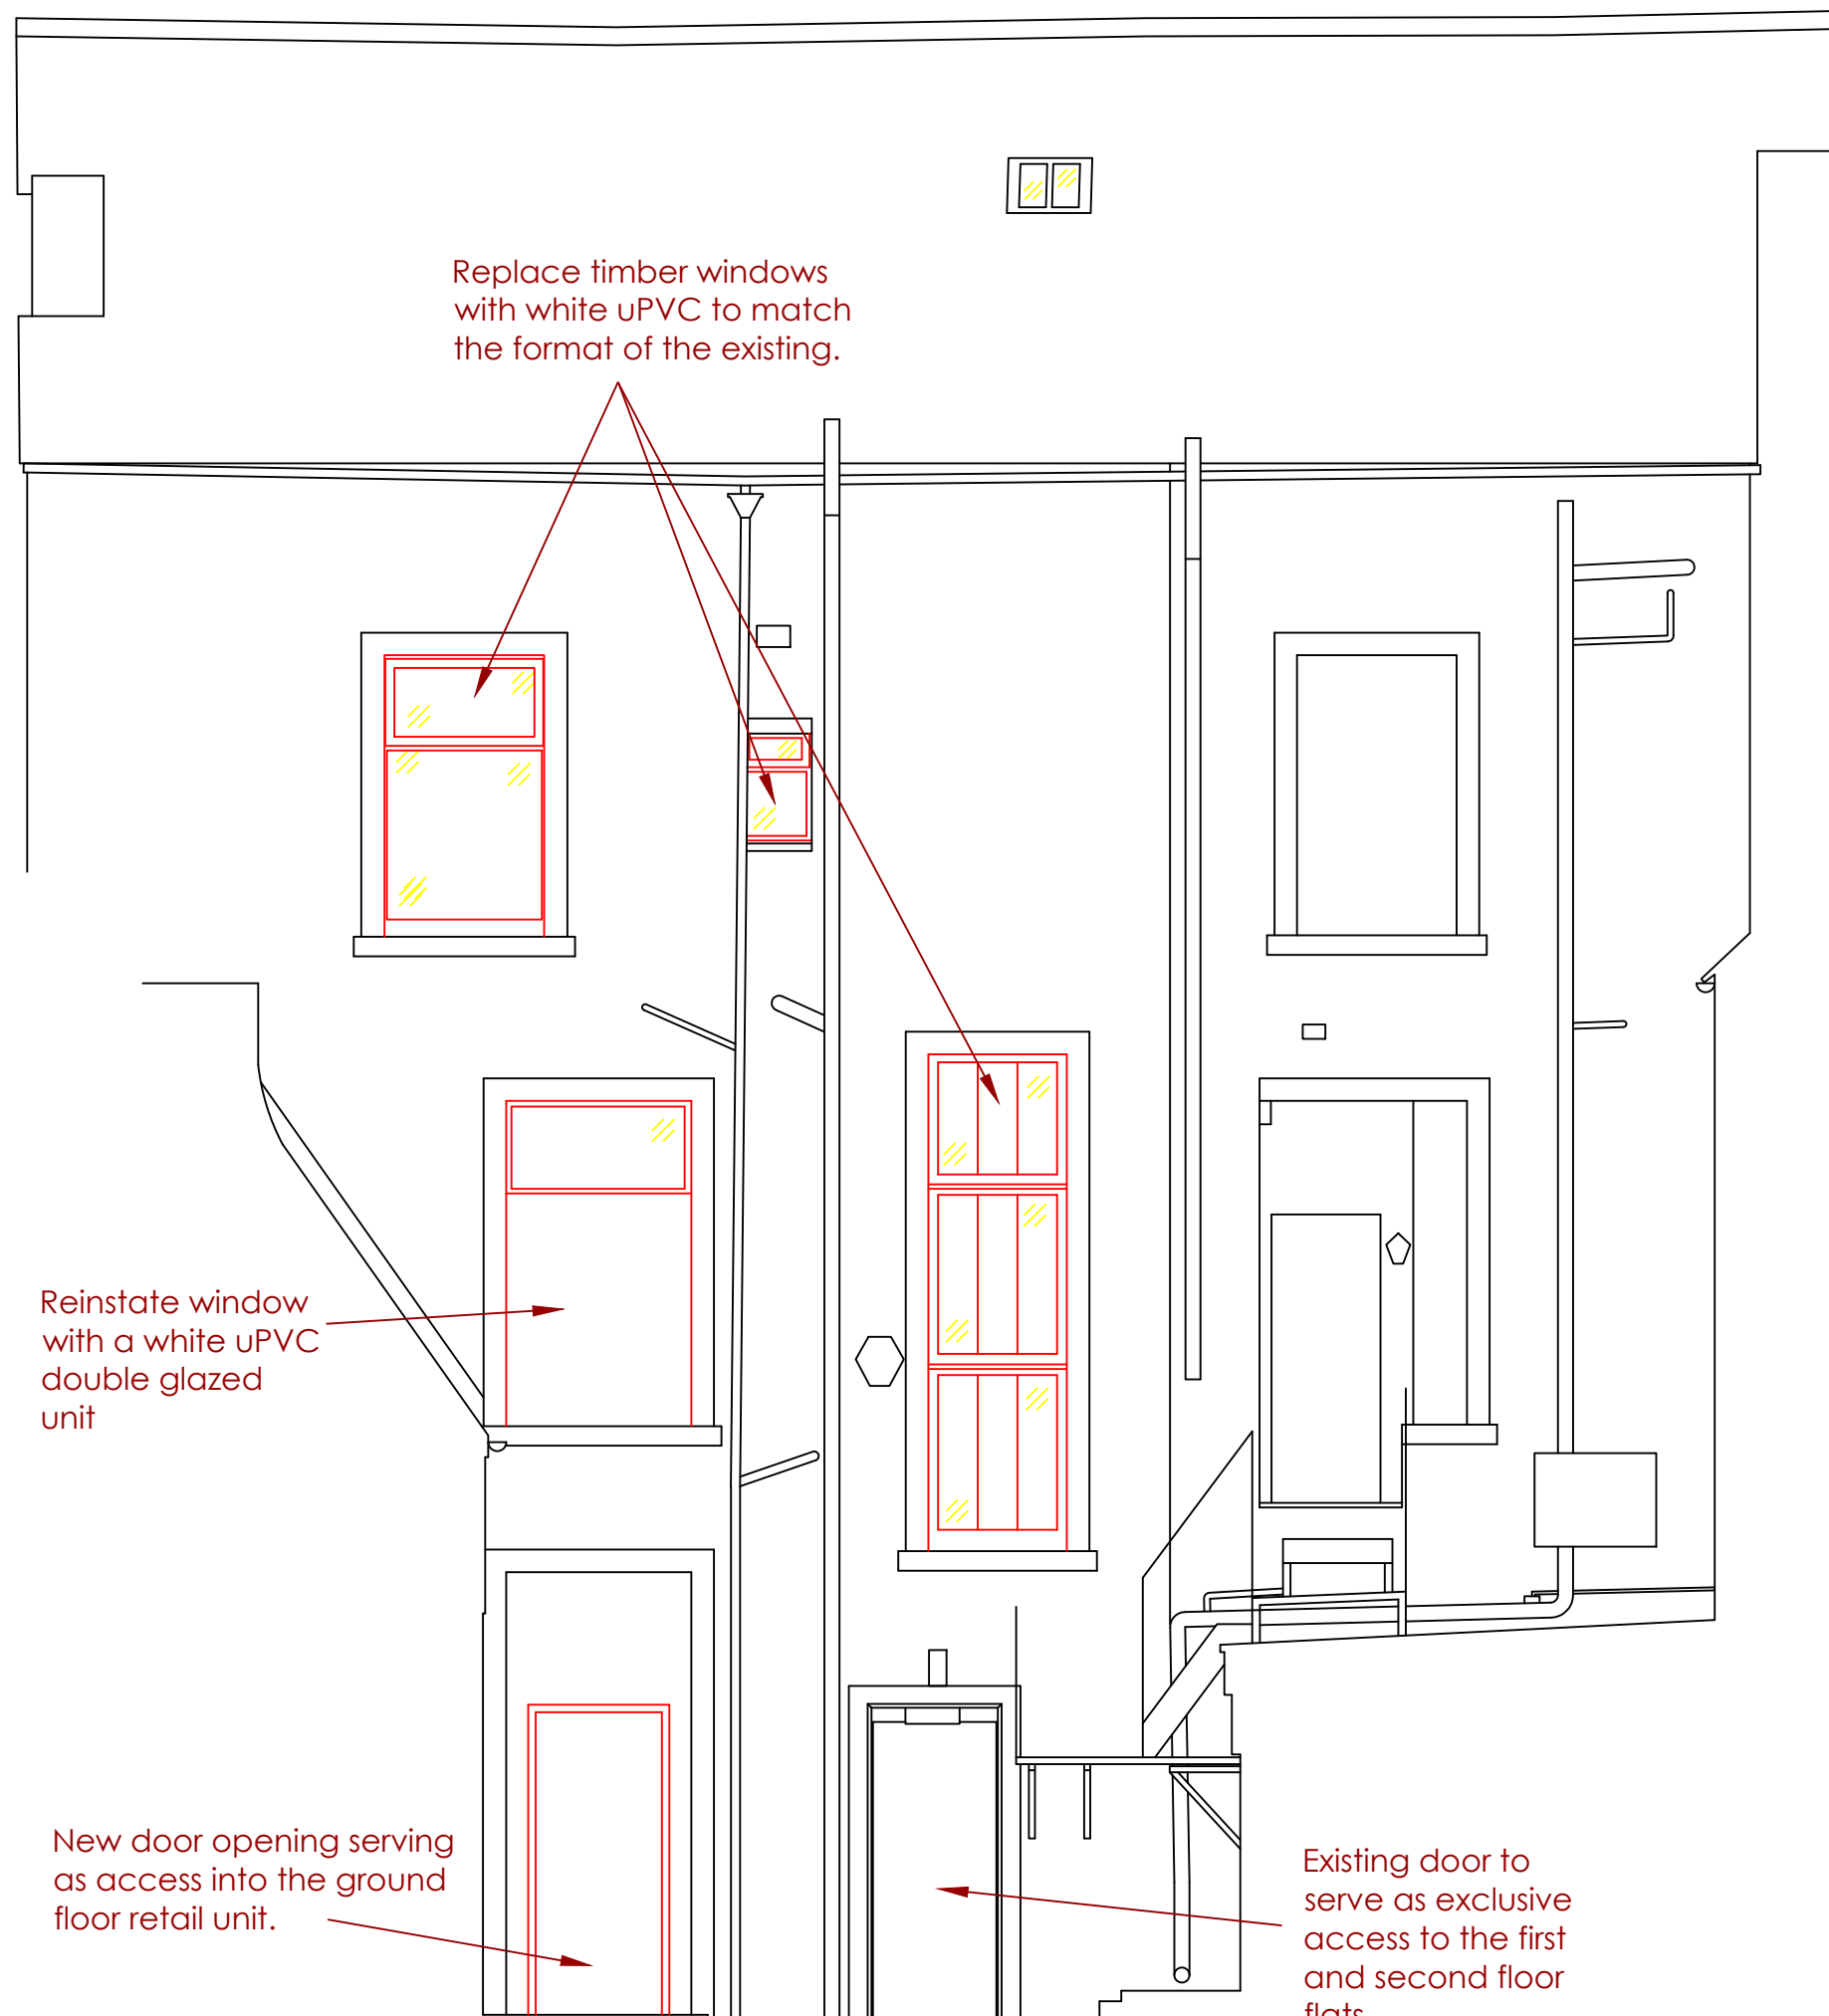 Replace timber windows
with white uPVC to match
the format of the existing.
Reinstate window
with a white uPVC
double glazed
unit
New door opening serving
as access into the ground
floor retail unit.
Existing door to
serve as exclusive
access to the first
and second floor
flats